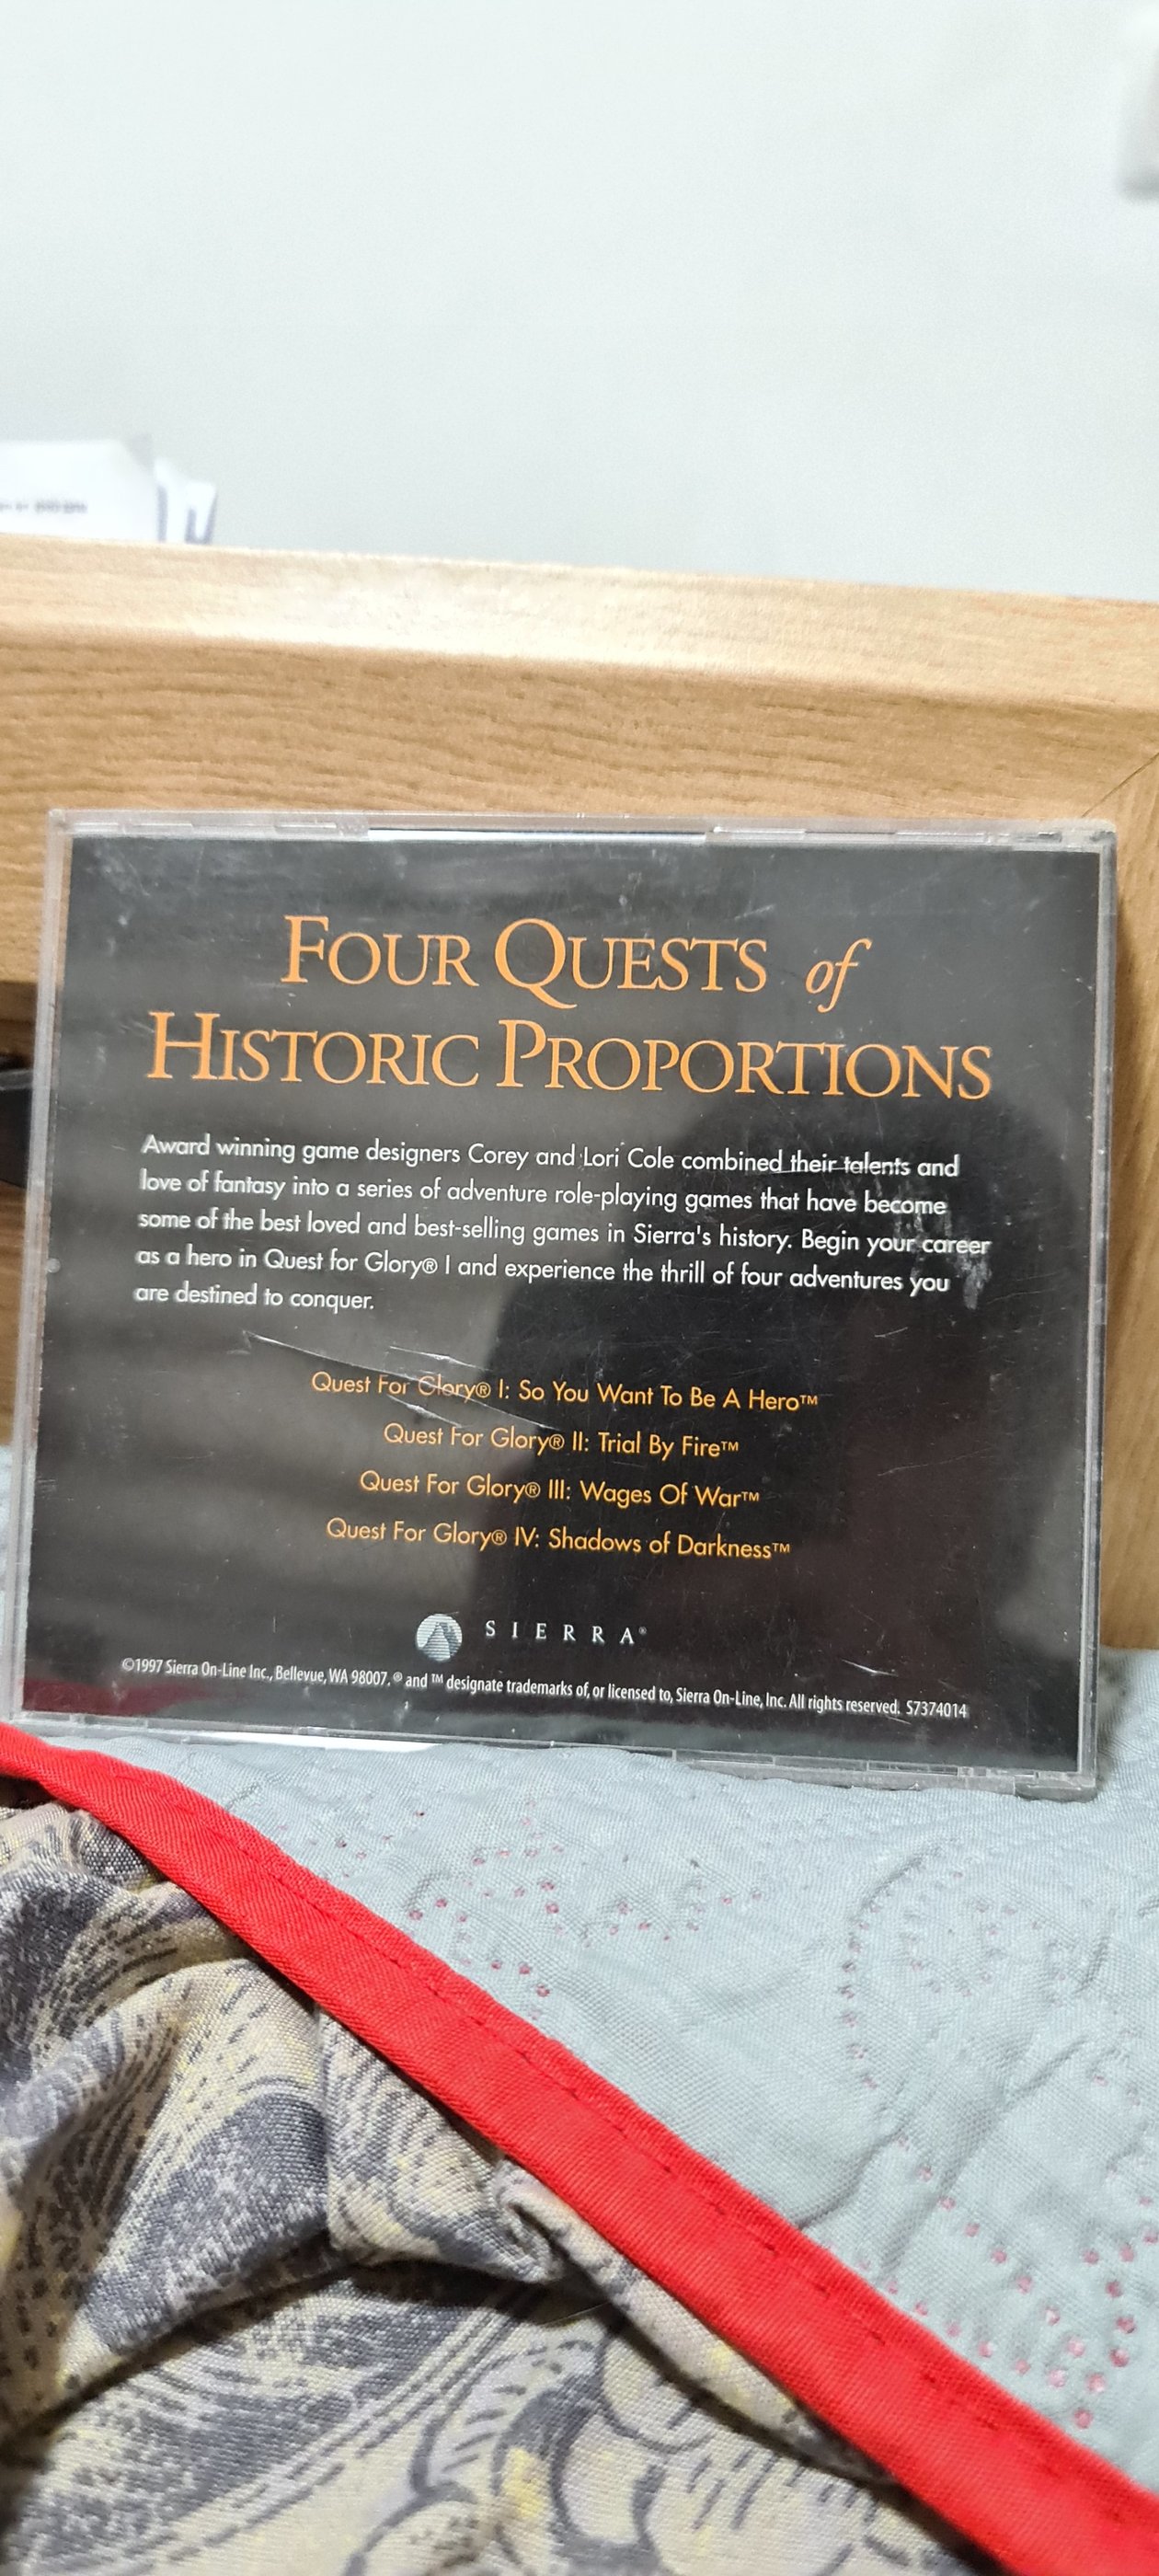 FOUR QUESTS of
HISTORIC PROPORTIONS
Award winning game designers Corey and Lori Cole combined their talents and
love of fantasy into a series of adventure role-playing games that have become
some of the best loved and best-selling games in Sierra's history. Begin your career
as a hero in Quest for Glory® I and experience the thrill of four adventures you
are destined to conquer.
Quest For Glory® I: So You Want To Be A Hero™
Quest For Glory® II: Trial By Fire™
Quest For Glory® III: Wages Of War™
Quest For Glory® IV: Shadows of Darkness™
SIERRA®
©1997 Sierra On-Line Inc., Bellevue, WA 98007. ® and ™ designate trademarks of, or licensed to, Sierra On-Line, Inc. All rights reserved. S7374014